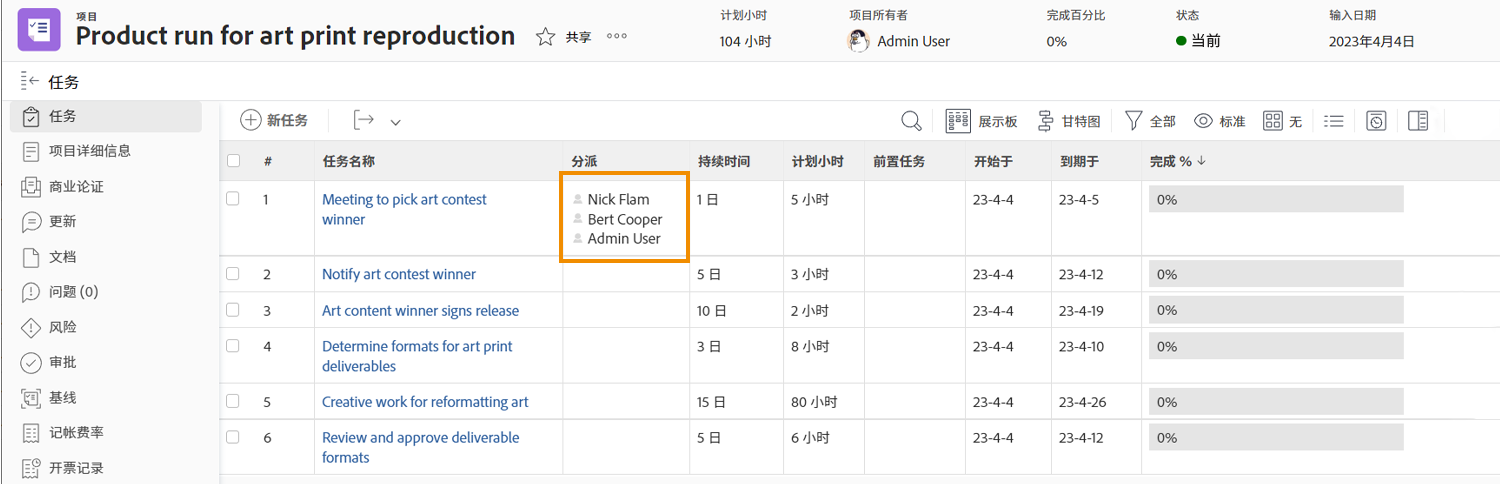 项目
Product run for art print reproduction
共享
计划小时
104 小时
项目所有者
Admin User
完成百分比
0%
状态
当前
输入日期
2023年4月4日
任务
任务
项目详细信息
商业论证
更新
文档
问题 (0)
风险
审批
基线
记帐费率
开票记录
新任务
展示板
甘特图
全部
标准
无
# 任务名称 分派 持续时间 计划小时 前置任务 开始于 到期于 完成 %
1 Meeting to pick art contest winner Nick Flam 1 日 5 小时 23-4-4 23-4-5 0%
Bert Cooper
Admin User
2 Notify art contest winner 5 日 3 小时 23-4-4 23-4-12 0%
3 Art content winner signs release 10 日 2 小时 23-4-4 23-4-19 0%
4 Determine formats for art print deliverables 3 日 8 小时 23-4-4 23-4-10 0%
5 Creative work for reformatting art 15 日 80 小时 23-4-4 23-4-26 0%
6 Review and approve deliverable formats 5 日 6 小时 23-4-4 23-4-12 0%